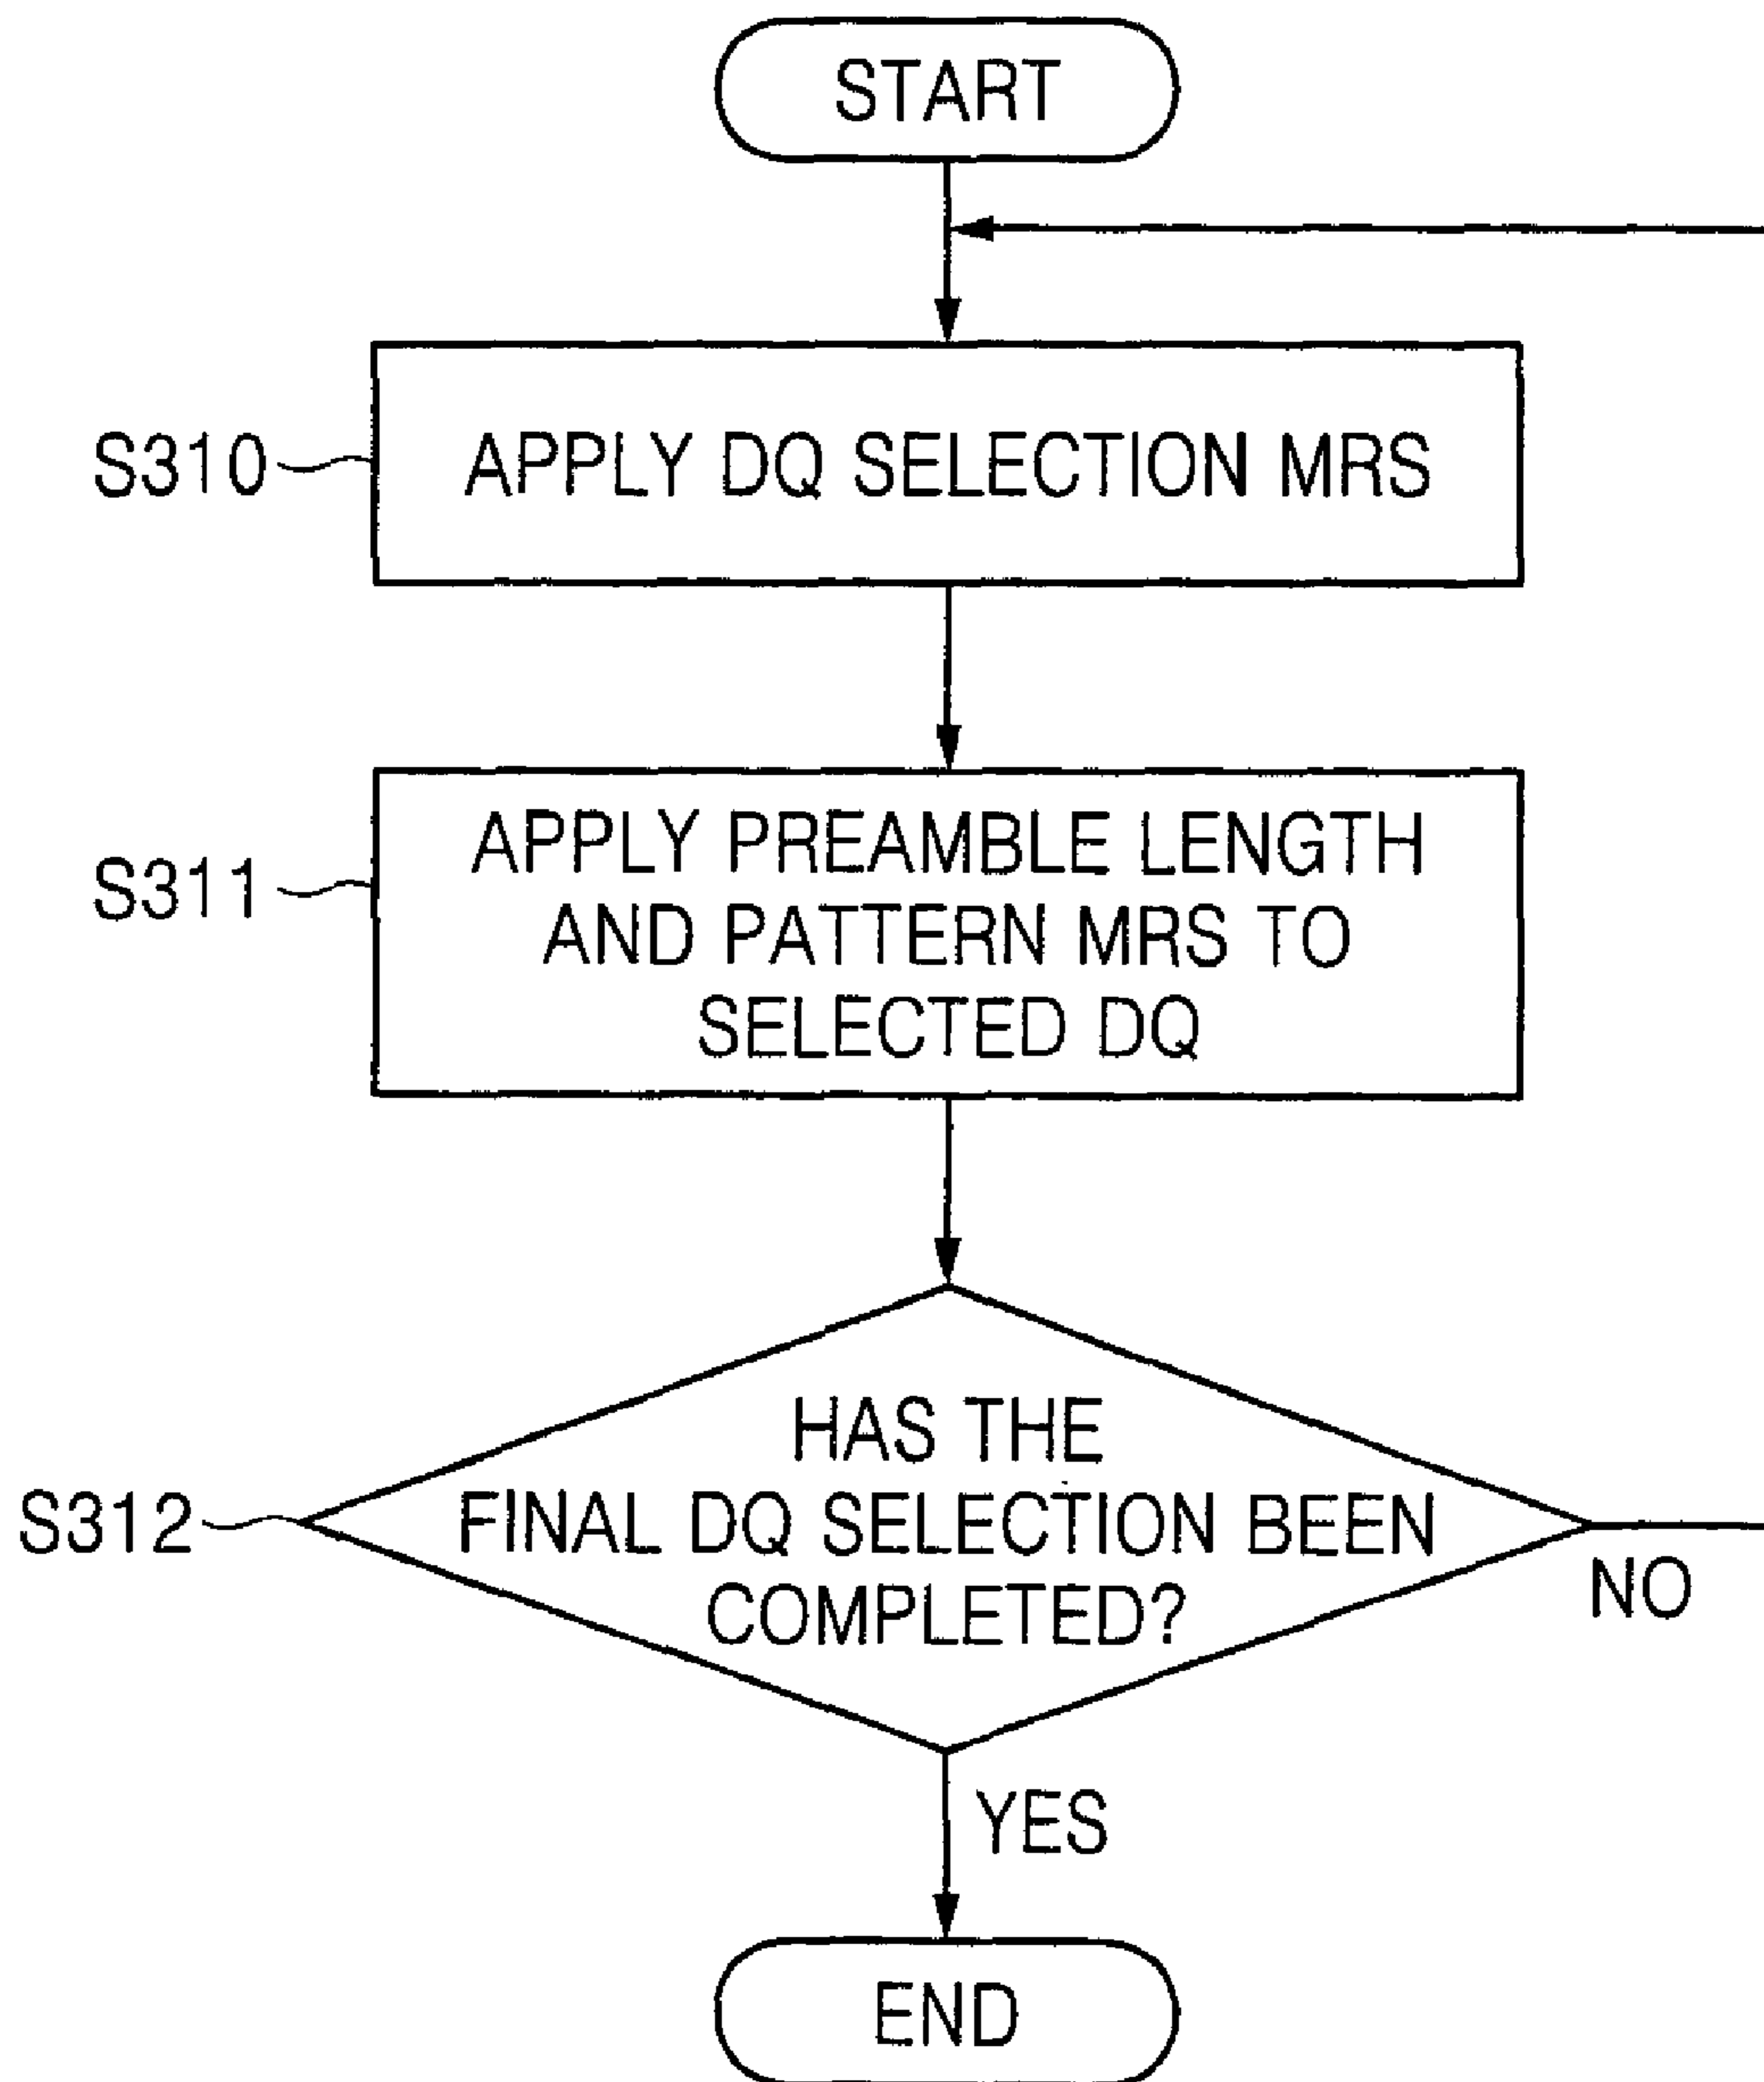 START
S310
APPLY DQ SELECTION MRS
S311
APPLY PREAMBLE LENGTH
AND PATTERN MRS TO
SELECTED DQ
S312
HAS THE
FINAL DQ SELECTION BEEN
COMPLETED?
NO
YES
END